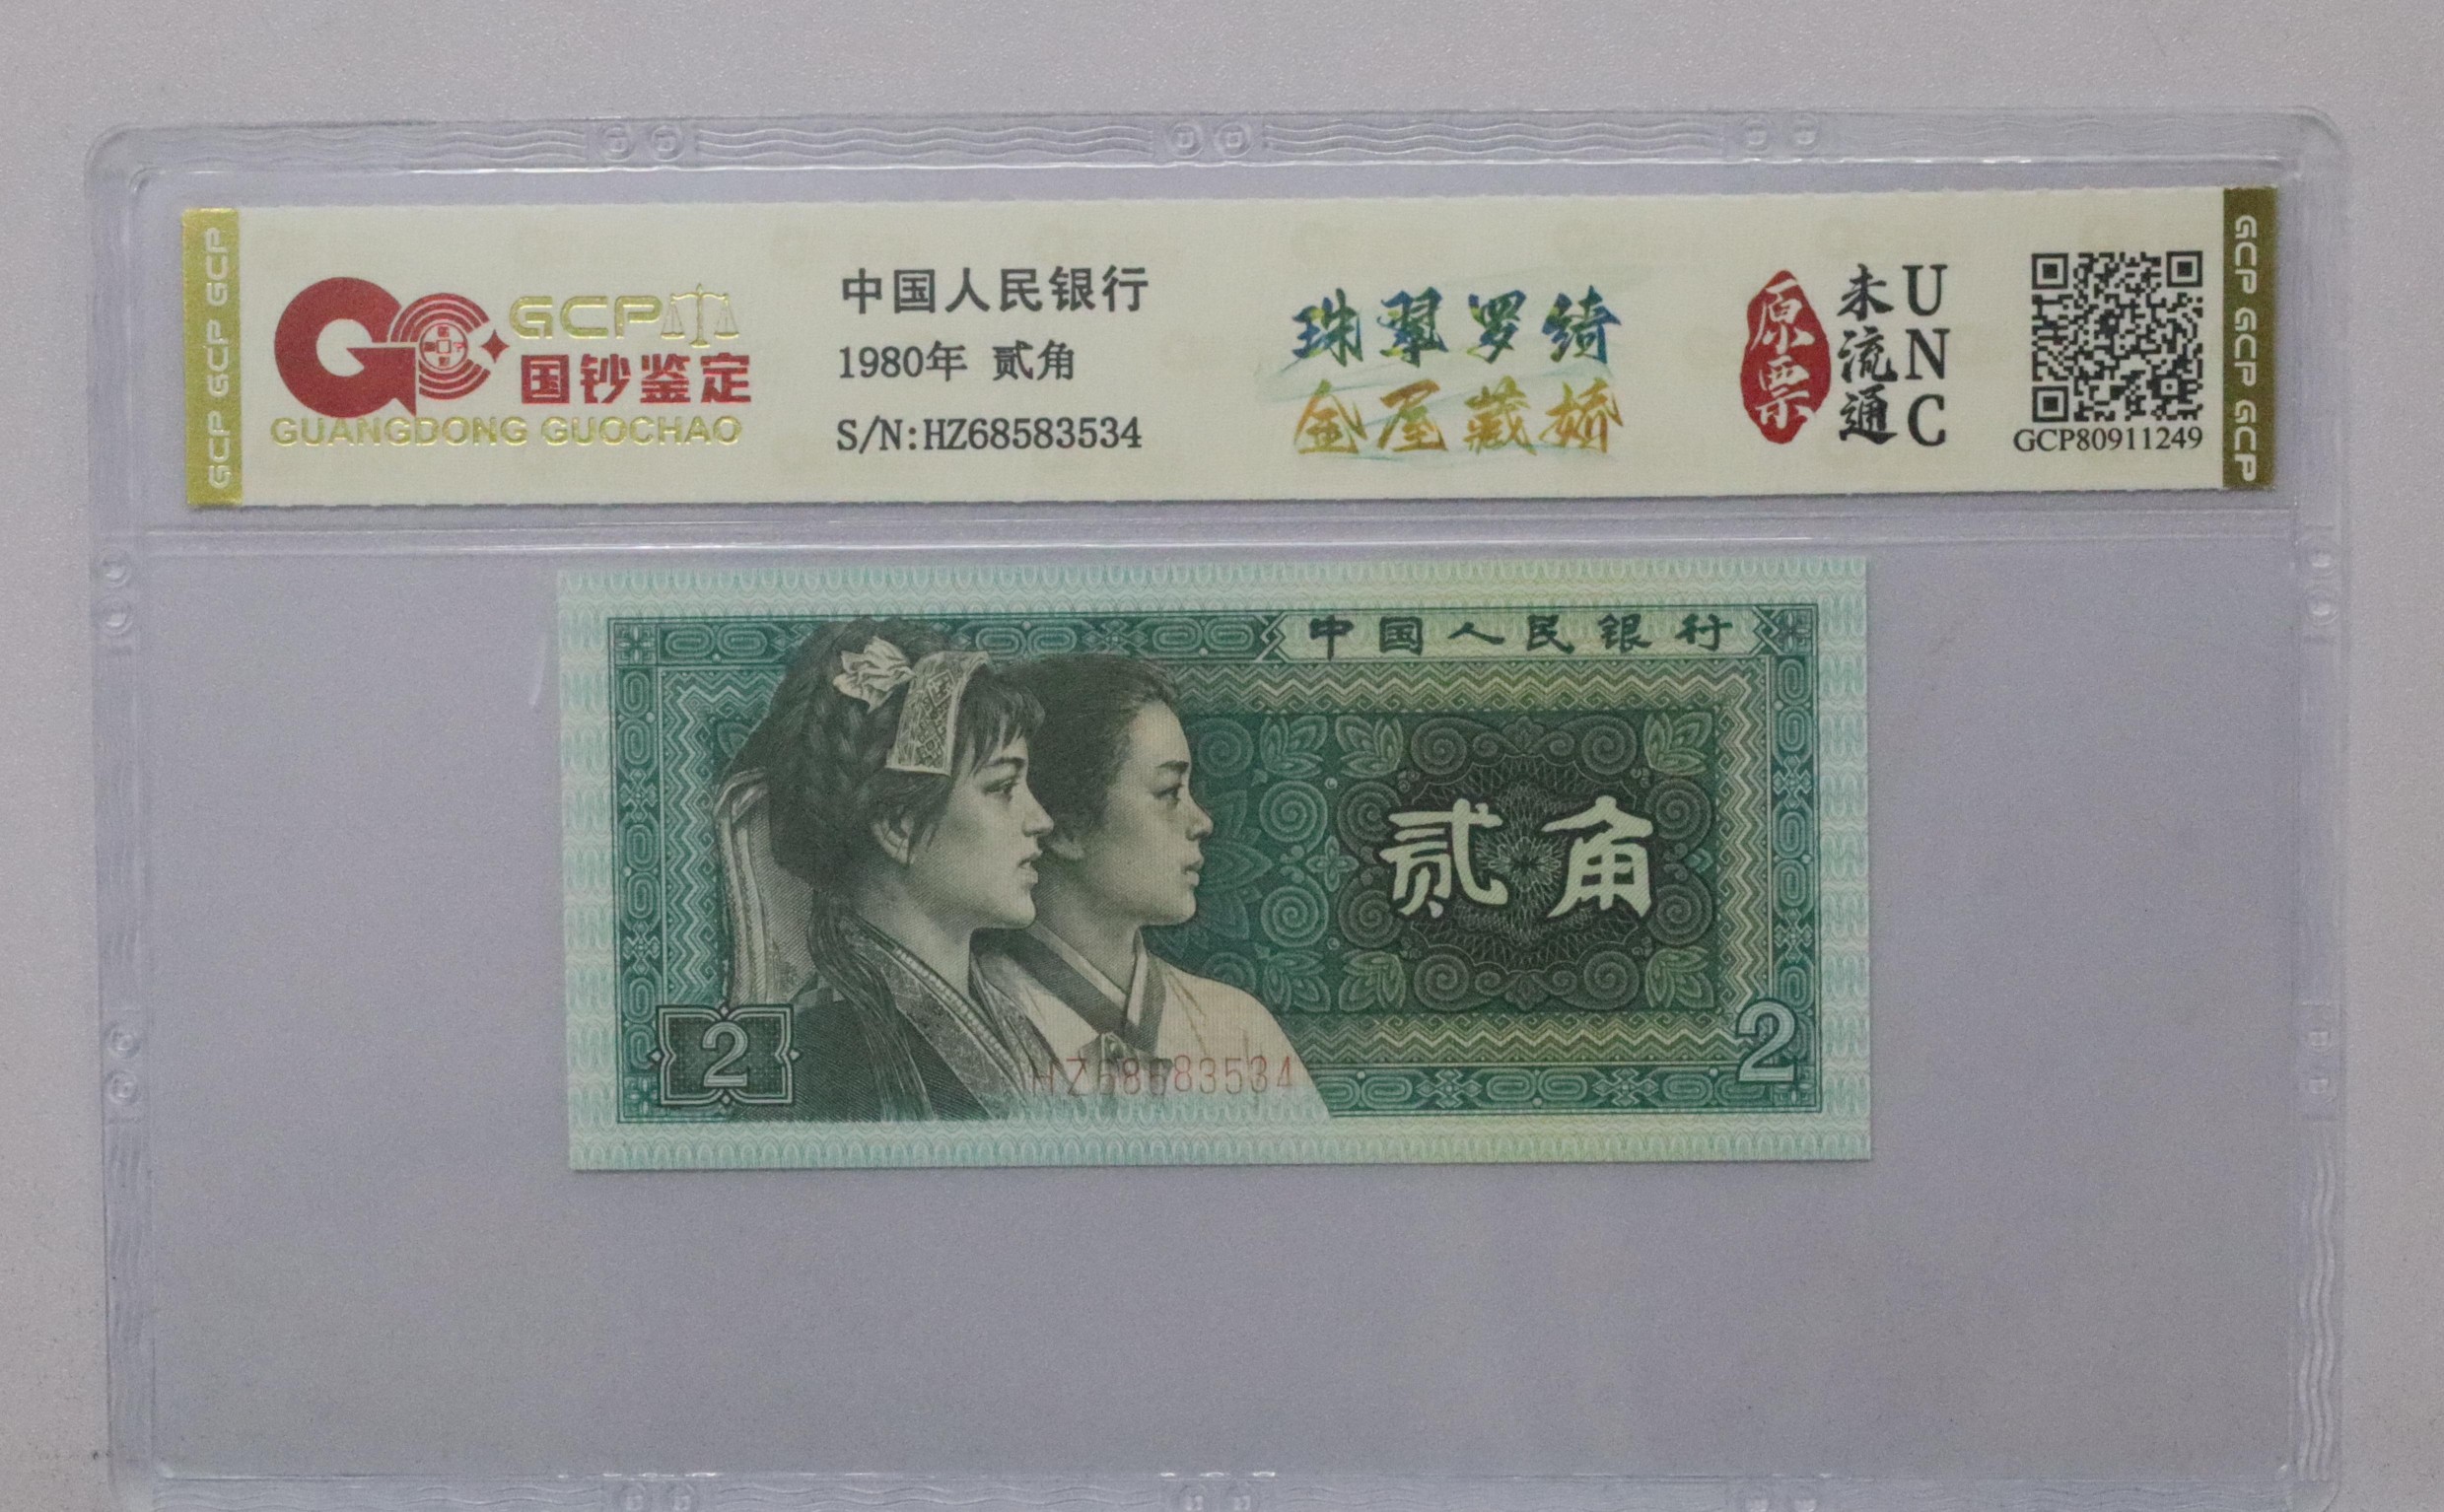 GCP GCP GCP
GCP
国钞鉴定
GUANGDONG GUOCHAO
中国人民银行
1980年 贰角
S/N:HZ68583534
珠翠罗绮
金屋藏娇
原票
未流通
UNC
GCP80911249
GCP GCP GCP
中国人民银行
贰角
2
HZ68583534
2